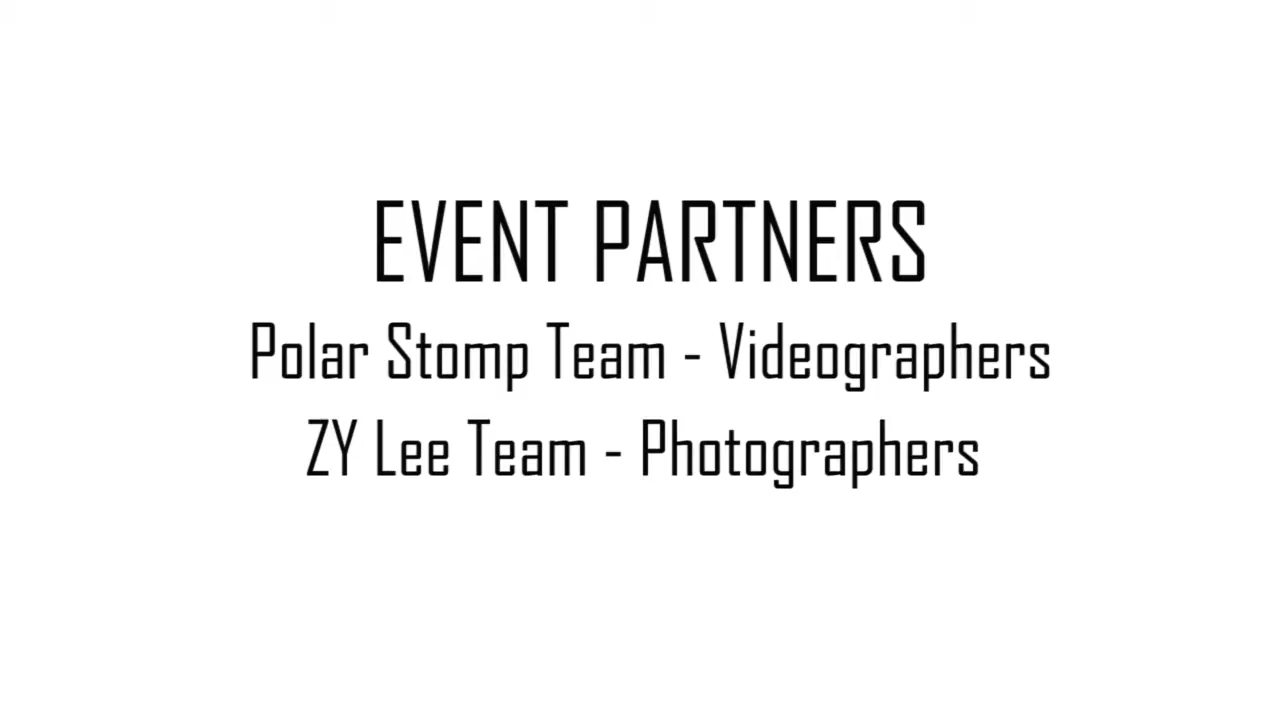 EVENT PARTNERS
Polar Stomp Team - Videographers
ZY Lee Team - Photographers